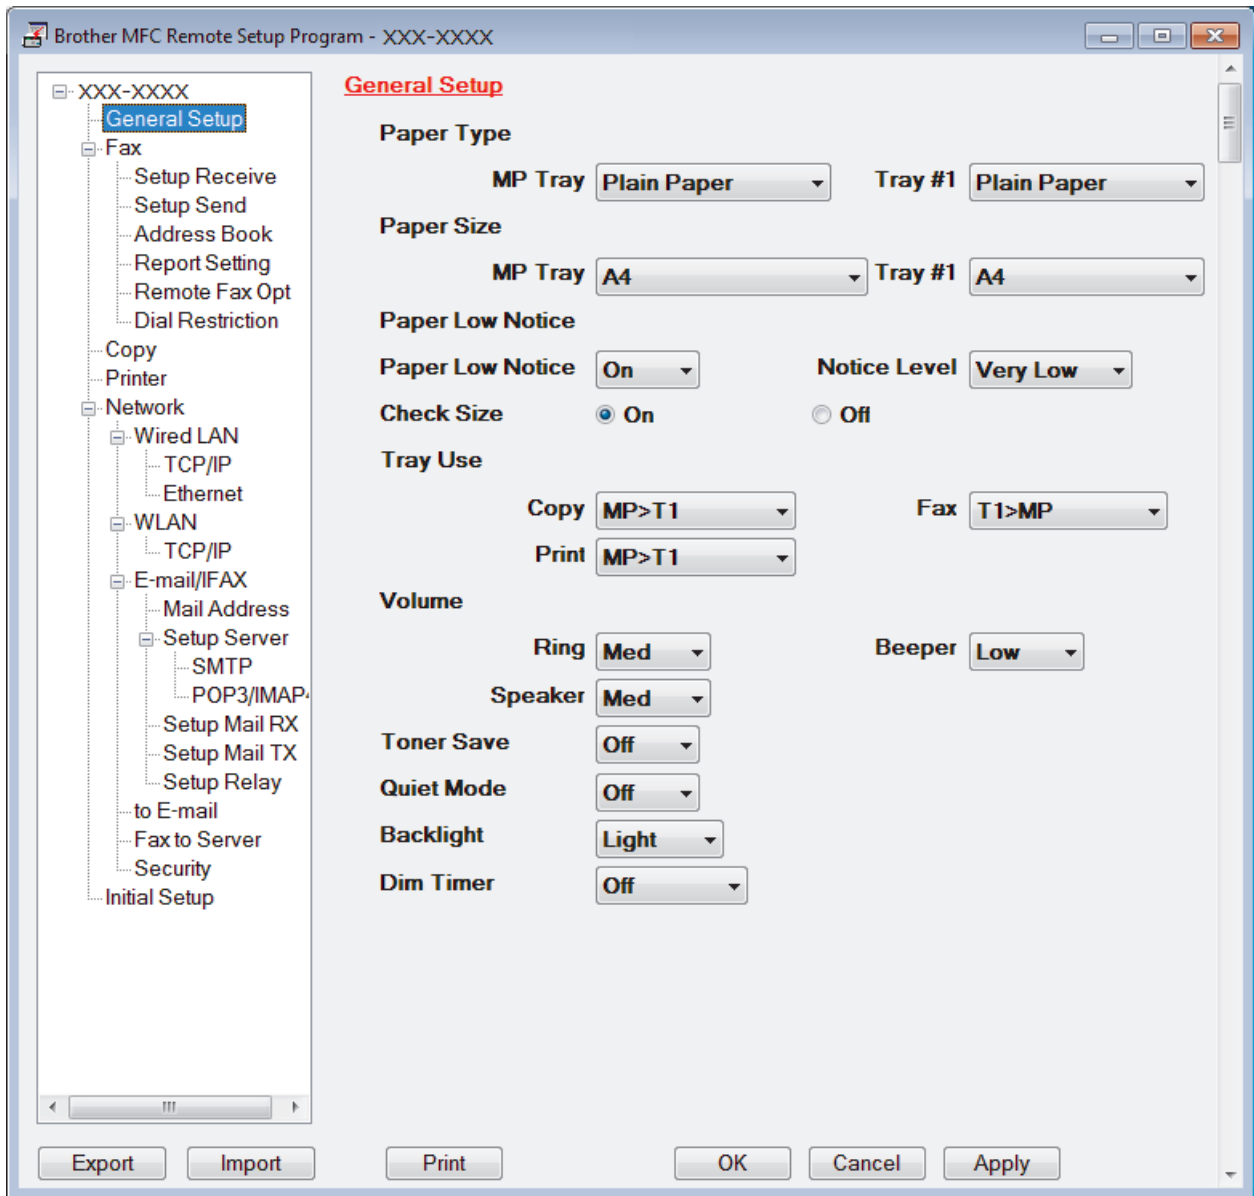 Brother MFC Remote Setup Program - XXX-XXXX
XXX-XXXX
General Setup
Fax
Setup Receive
Setup Send
Address Book
Report Setting
Remote Fax Opt
Dial Restriction
Copy
Printer
Network
Wired LAN
TCP/IP
Ethernet
WLAN
TCP/IP
E-mail/IFAX
Mail Address
Setup Server
SMTP
POP3/IMAP4
Setup Mail RX
Setup Mail TX
Setup Relay
to E-mail
Fax to Server
Security
Initial Setup
General Setup
Paper Type
MP Tray Plain Paper Tray #1 Plain Paper
Paper Size
MP Tray A4 Tray #1 A4
Paper Low Notice
Paper Low Notice On Notice Level Very Low
Check Size On Off
Tray Use
Copy MP>T1 Fax T1>MP
Print MP>T1
Volume
Ring Med Beeper Low
Speaker Med
Toner Save Off
Quiet Mode Off
Backlight Light
Dim Timer Off
Export Import Print OK Cancel Apply